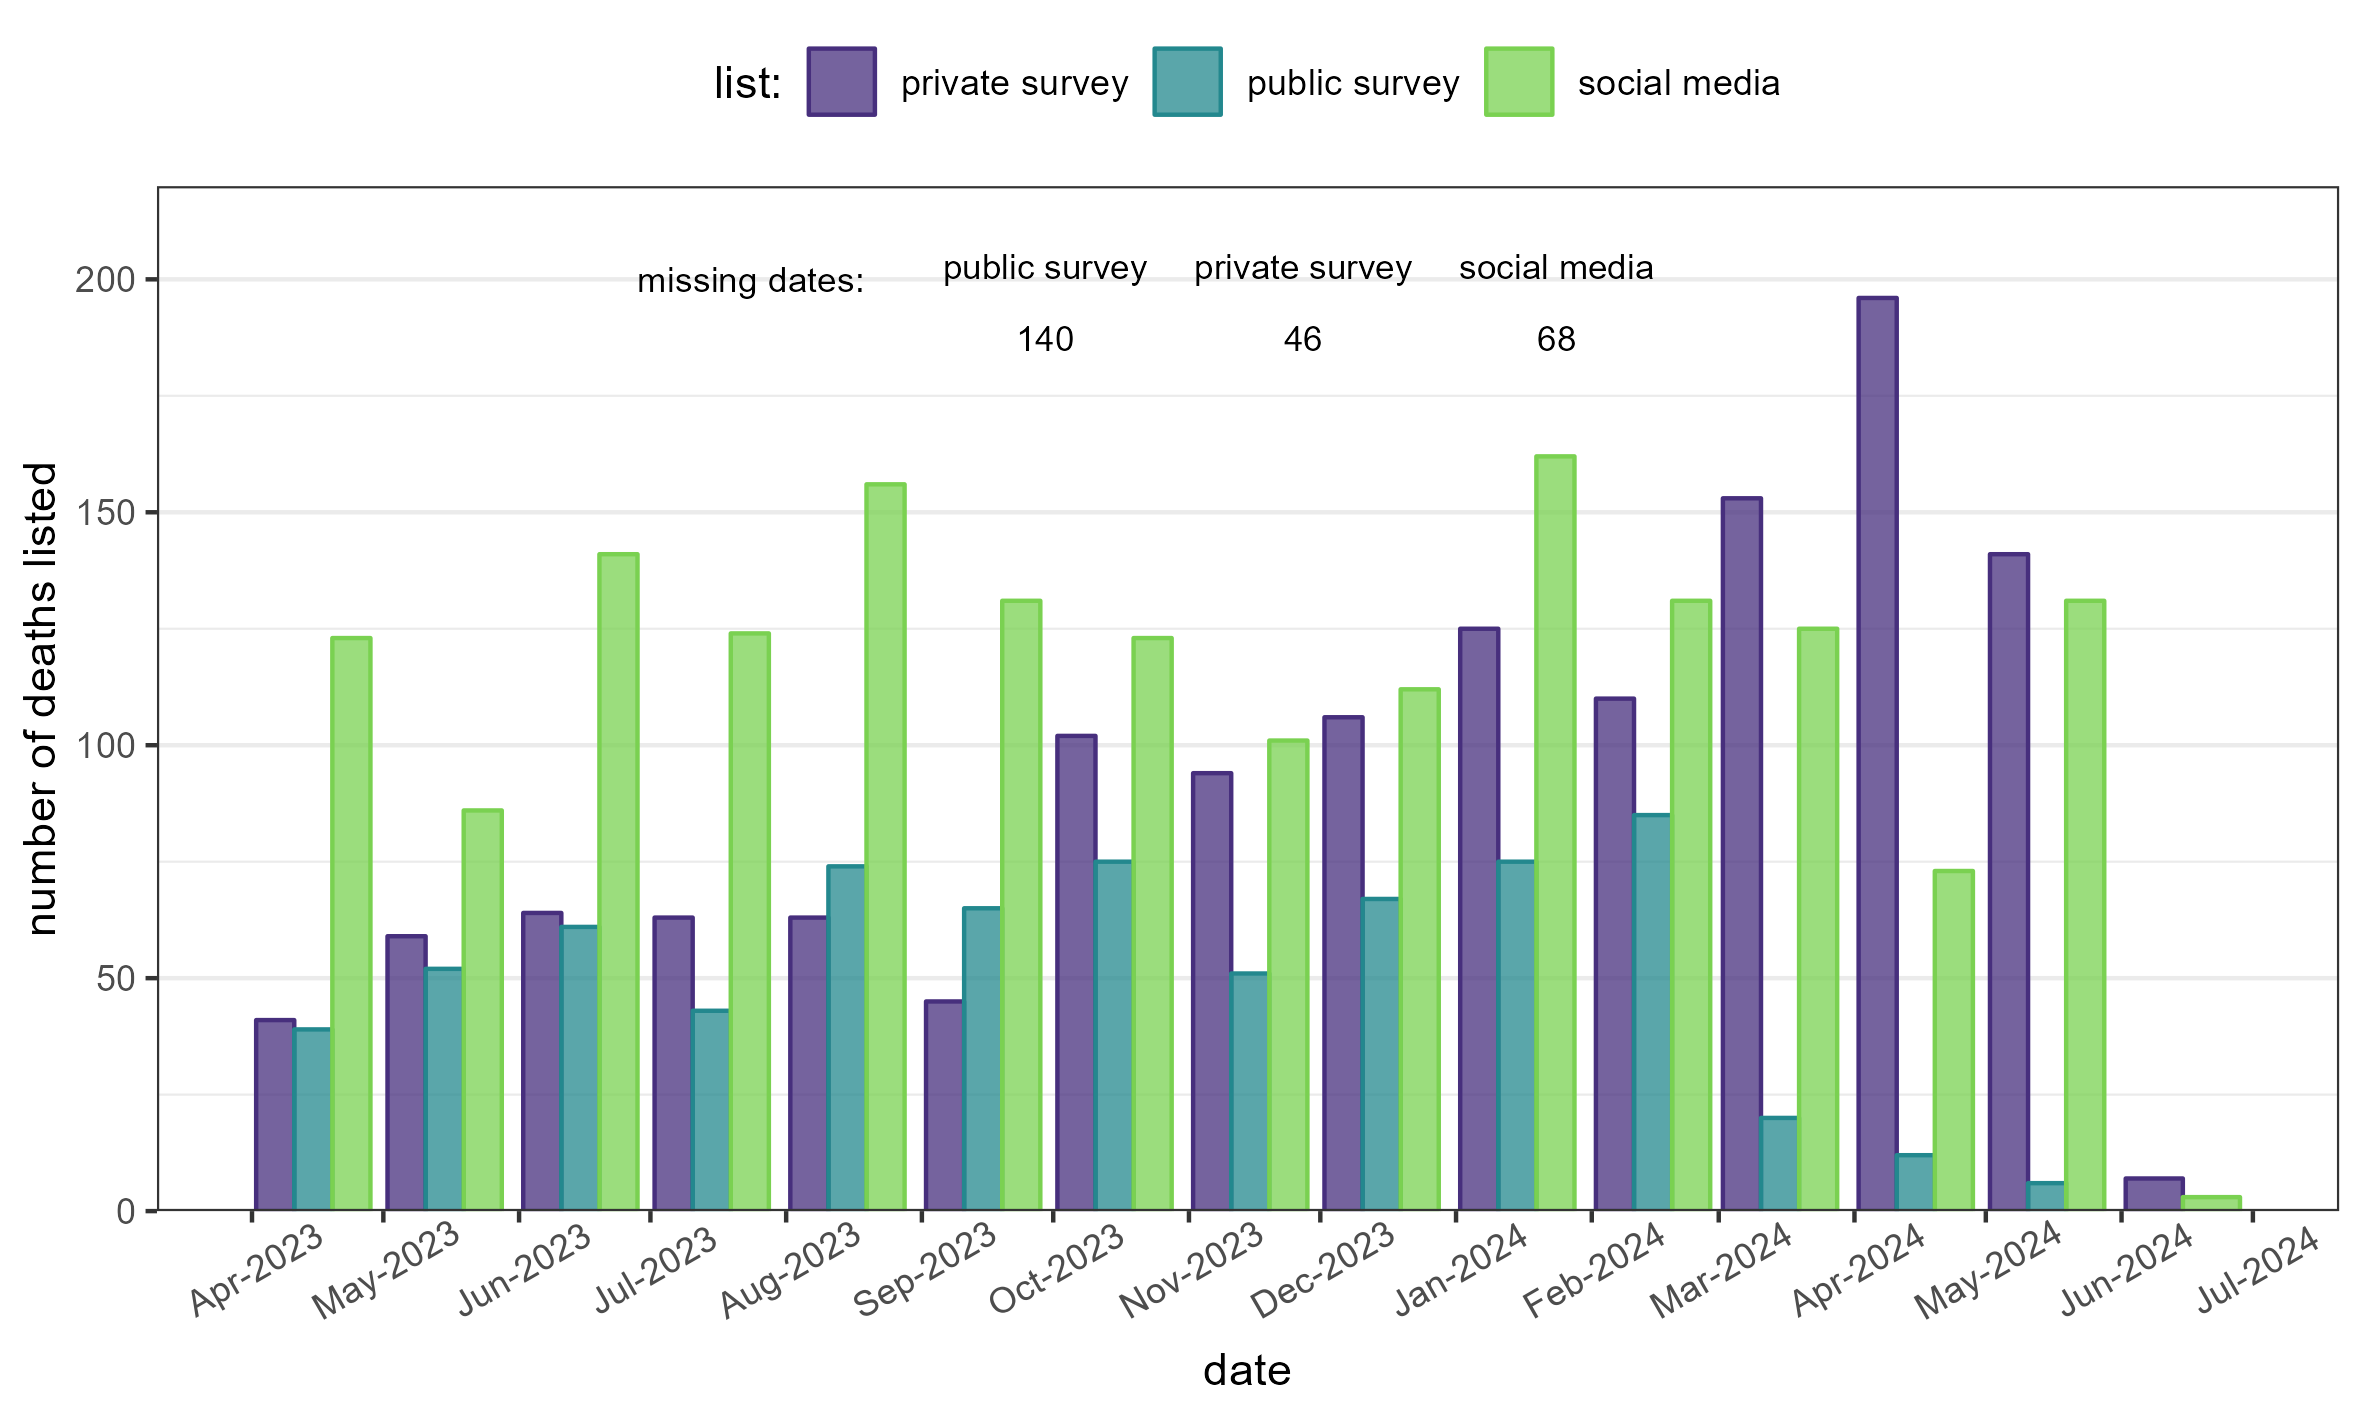 list: private survey public survey social media
public survey private survey social media
missing dates:
140 46 68
number of deaths listed
200
150
100
50
0
Apr-2023 May-2023 Jun-2023 Jul-2023 Aug-2023 Sep-2023 Oct-2023 Nov-2023 Dec-2023 Jan-2024 Feb-2024 Mar-2024 Apr-2024 May-2024 Jun-2024 Jul-2024
date